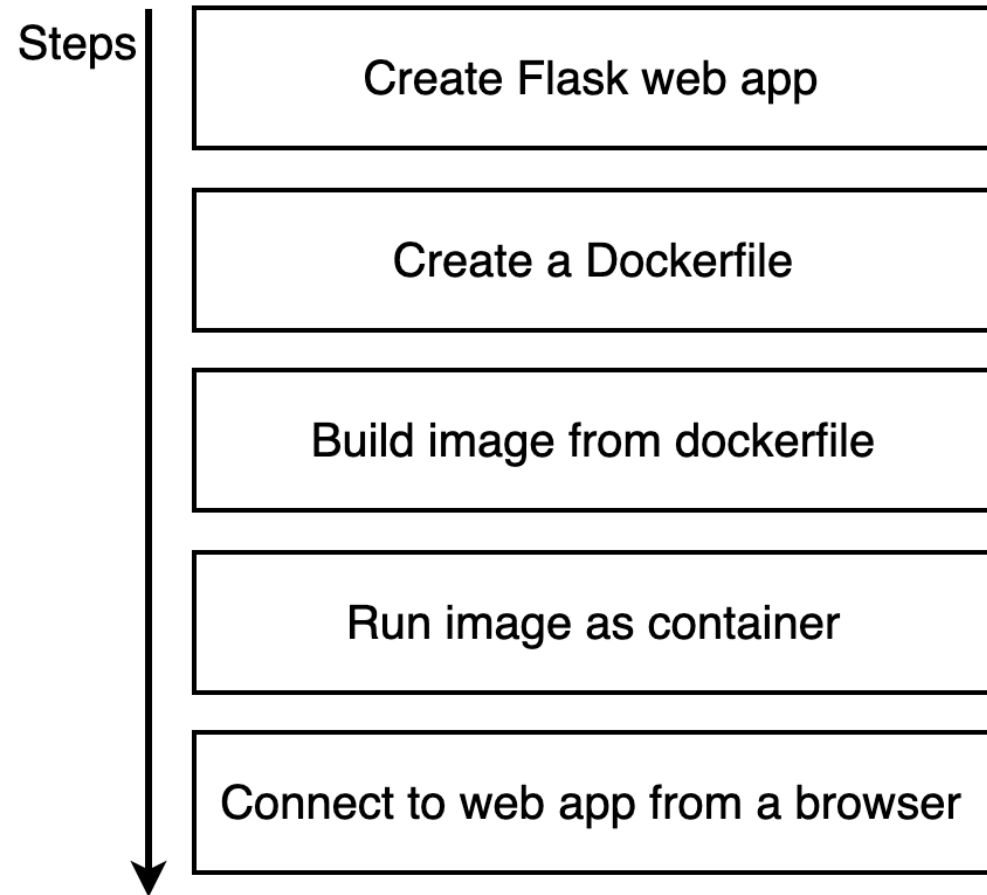 Steps
Create Flask web app
Create a Dockerfile
Build image from dockerfile
Run image as container
Connect to web app from a browser